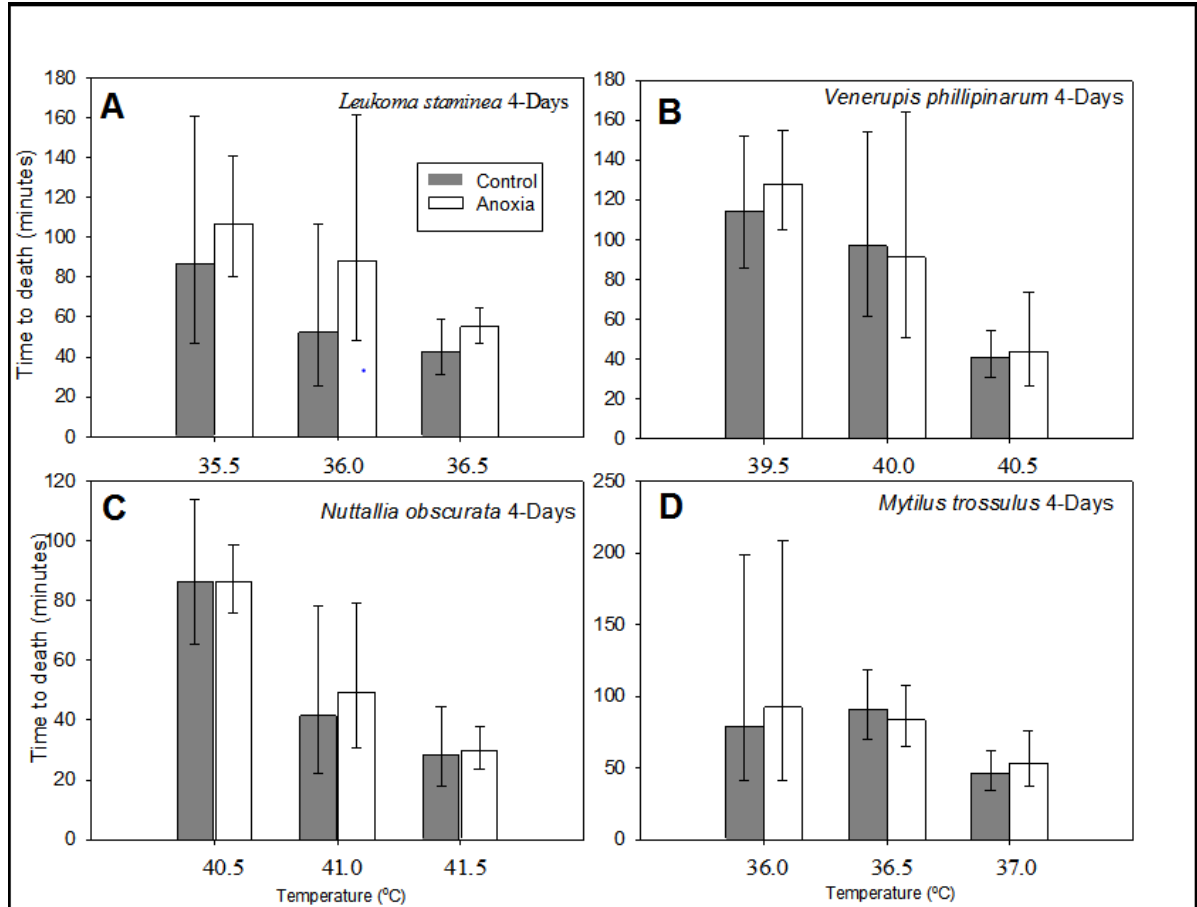 A
Leukoma staminea 4-Days
Control
Anoxia
Time to death (minutes)
180
160
140
120
100
80
60
40
20
0
35.5 36.0 36.5
B
Venerupis phillipinarum 4-Days
180
160
140
120
100
80
60
40
20
0
39.5 40.0 40.5
C
Nuttallia obscurata 4-Days
Time to death (minutes)
120
100
80
60
40
20
0
40.5 41.0 41.5
Temperature (ºC)
D
Mytilus trossulus 4-Days
250
200
150
100
50
0
36.0 36.5 37.0
Temperature (ºC)